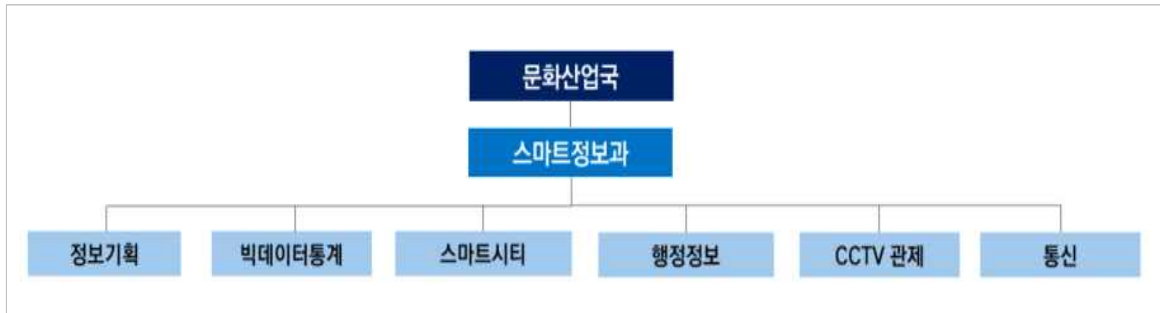 문화산업국
스마트정보과
정보기획
빅데이터통계
스마트시티
행정정보
CCTV 관제
통신